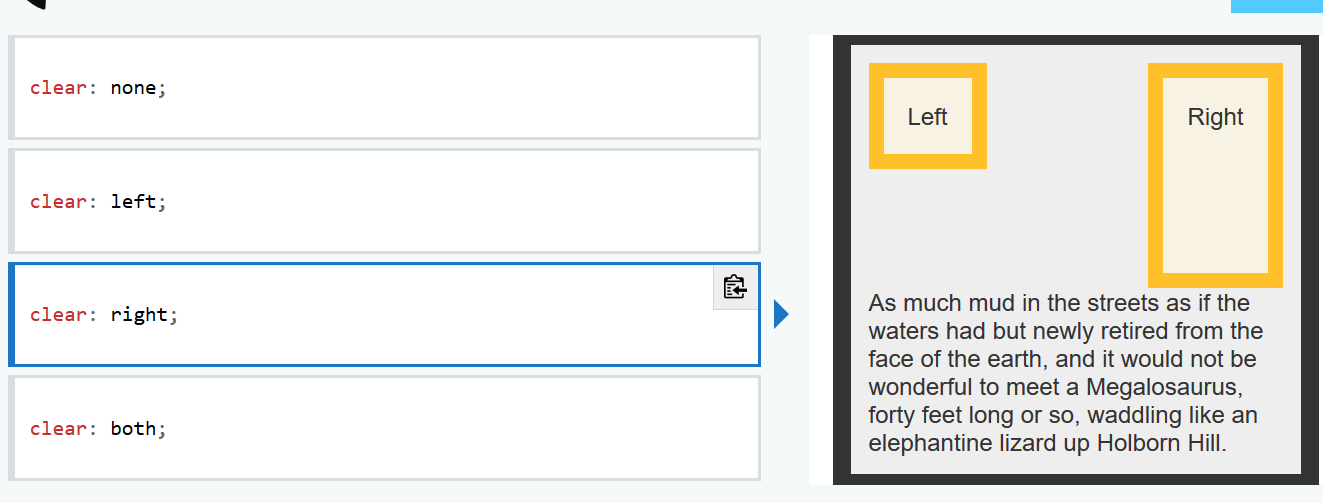 clear: none;
clear: left;
clear: right;
clear: both;
Left
Right
As much mud in the streets as if the
waters had but newly retired from the
face of the earth, and it would not be
wonderful to meet a Megalosaurus,
forty feet long or so, waddling like an
elephantine lizard up Holborn Hill.